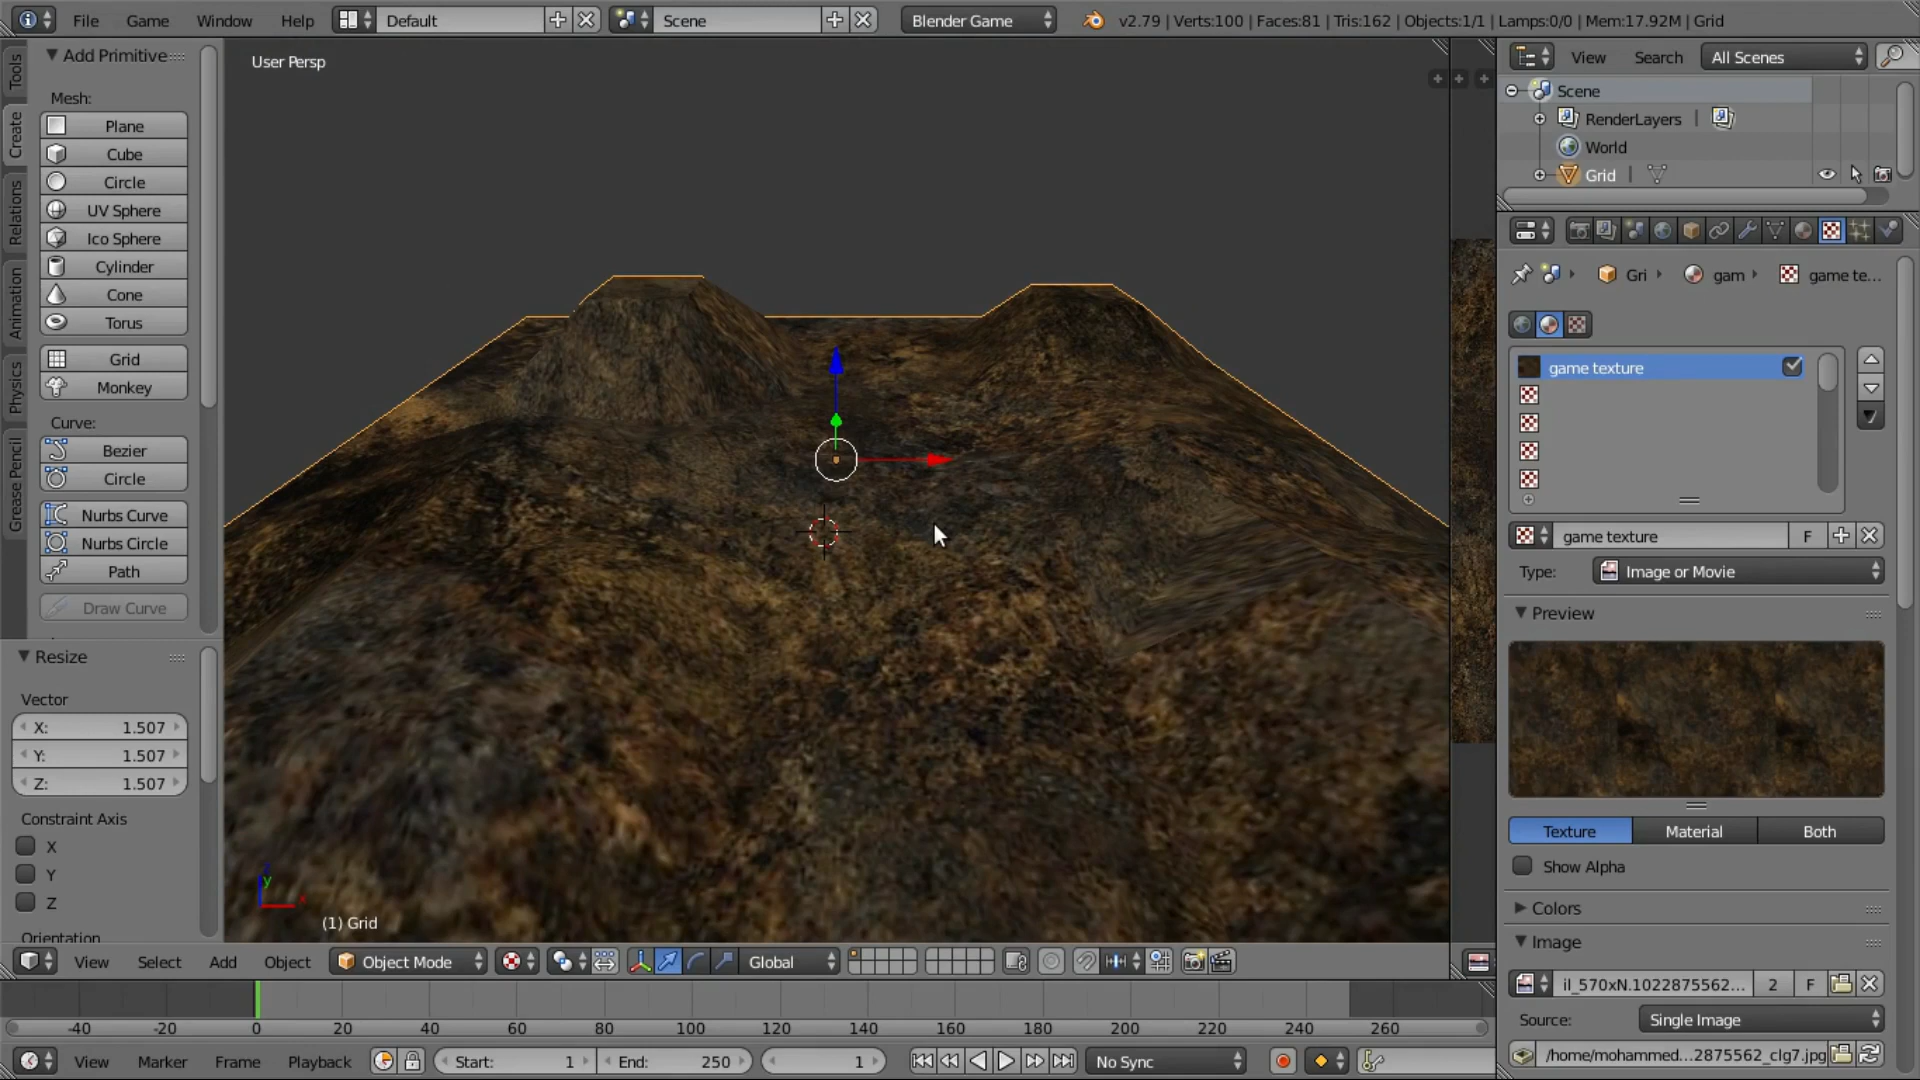 File Game Window Help Default Scene Blender Game v2.79 | Verts:100 | Faces:81 | Tris:162 | Objects:1/1 | Lamps:0/0 | Mem:17.92M | Grid
Tools
Create
Relations
Animation
Physics
Grease Pencil
Add Primitive
Mesh:
Plane
Cube
Circle
UV Sphere
Ico Sphere
Cylinder
Cone
Torus
Grid
Monkey
Curve:
Bezier
Circle
Nurbs Curve
Nurbs Circle
Path
Draw Curve
Resize
Vector
X: 1.507
Y: 1.507
Z: 1.507
Constraint Axis
X
Y
Z
Orientation
User Persp
y
(1) Grid
View Select Add Object Object Mode Global
-40 -20 0 20 40 60 80 100 120 140 160 180 200 220 240 260
View Marker Frame Playback Start: 1 End: 250 1 No Sync
View Search All Scenes
Scene
RenderLayers
World
Grid
Gri gam game te...
game texture
game texture F
Type: Image or Movie
Preview
Texture Material Both
Show Alpha
Colors
Image
il_570xN.1022875562... 2 F
Source: Single Image
/home/mohammed...2875562_clg7.jpg